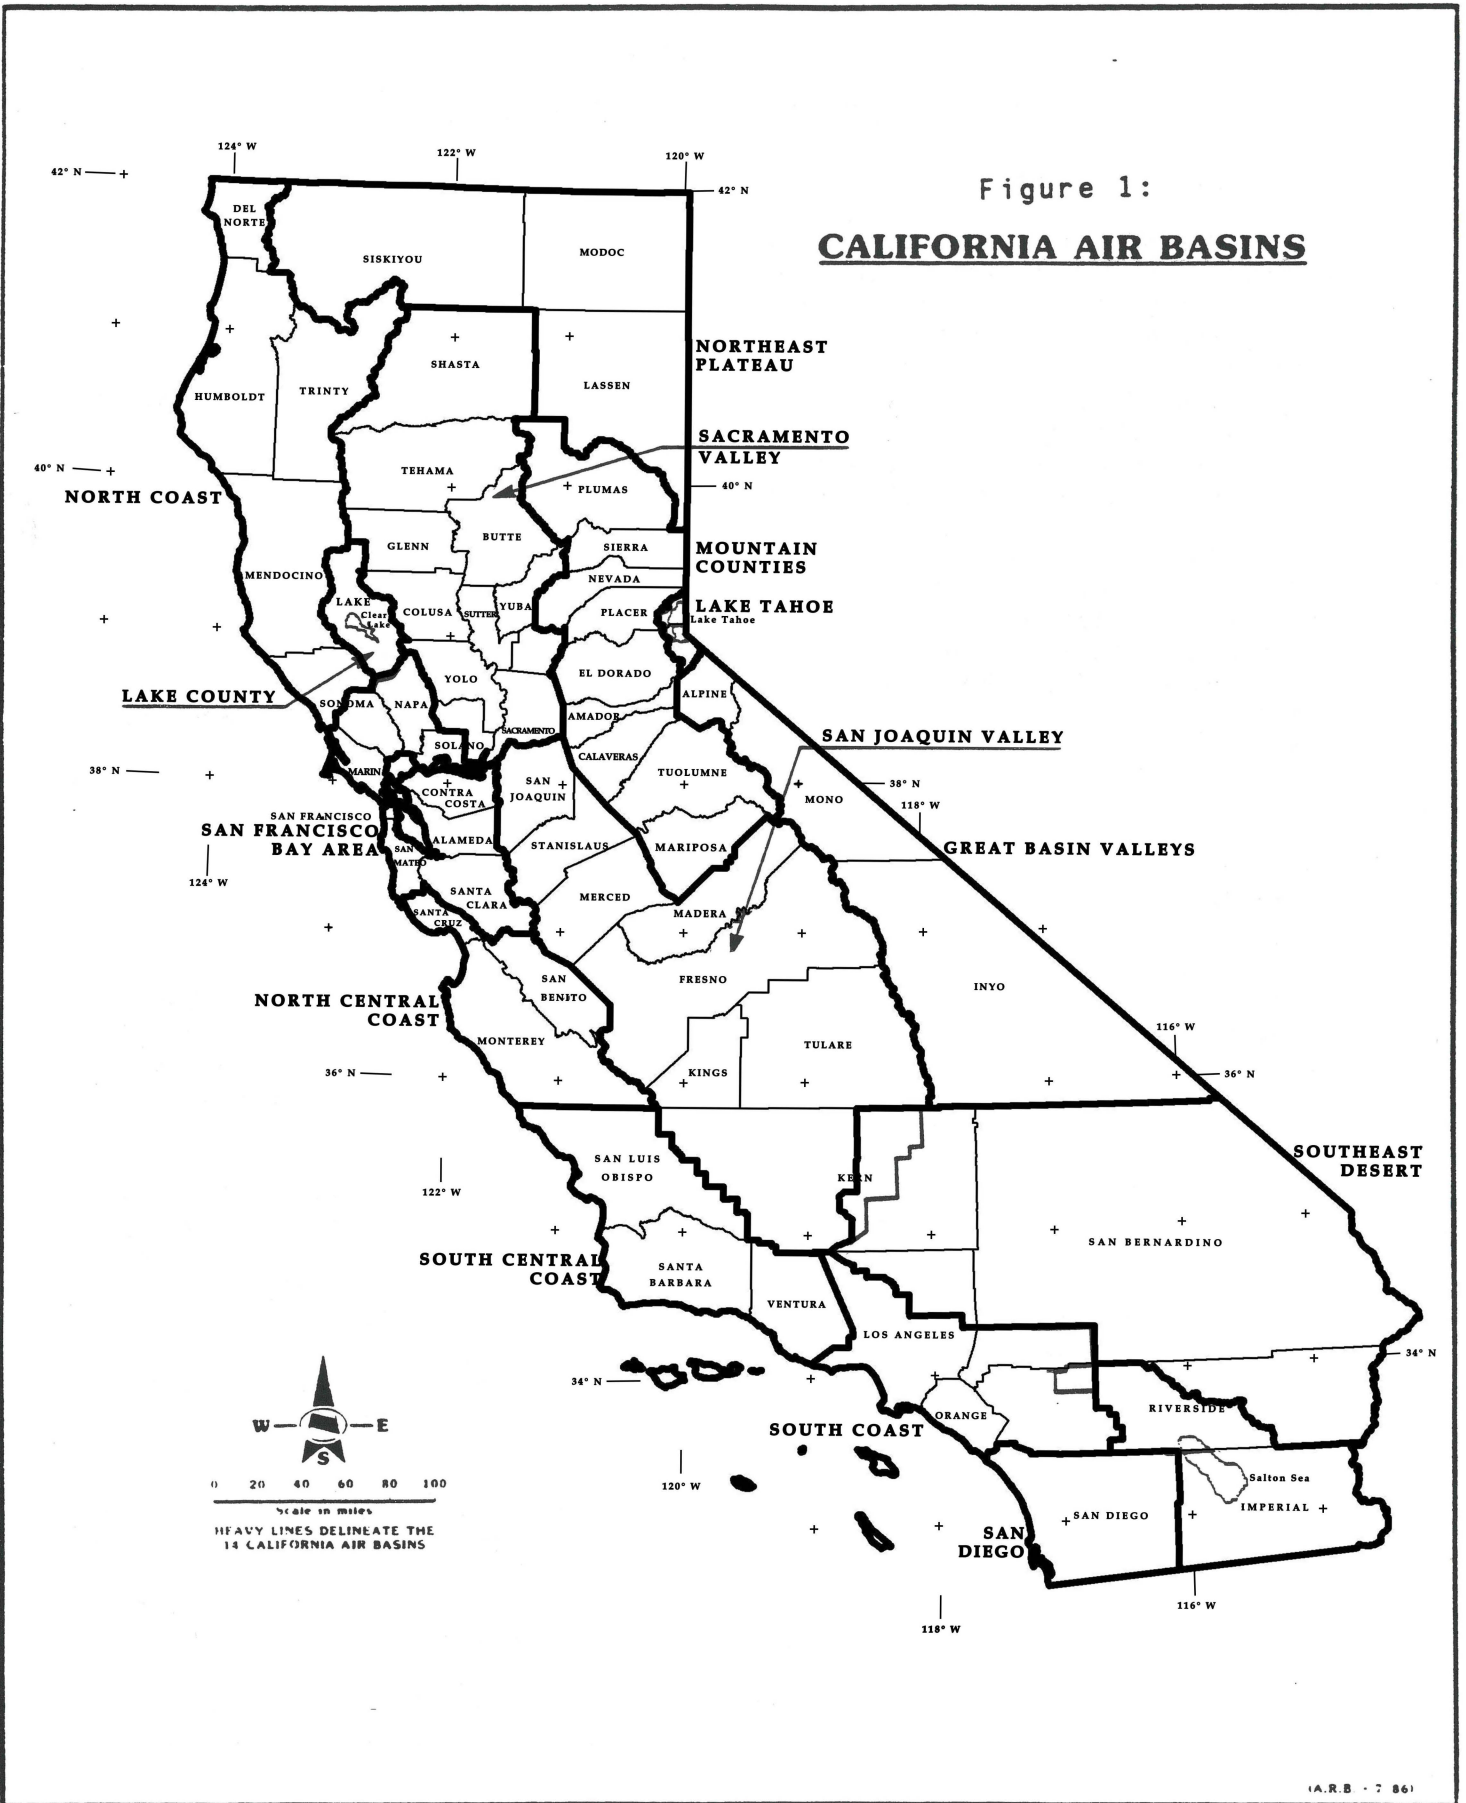 Figure 1:
CALIFORNIA AIR BASINS
124° W
122° W
120° W
42° N
42° N
DEL
NORTE
SISKIYOU
MODOC
NORTHEAST
PLATEAU
SHASTA
LASSEN
HUMBOLDT
TRINTY
SACRAMENTO
VALLEY
40° N
TEHAMA
40° N
PLUMAS
NORTH COAST
BUTTE
GLENN
SIERRA
MOUNTAIN
COUNTIES
MENDOCINO
NEVADA
LAKE
Clear
Lake
COLUSA
SUTTER
YUBA
PLACER
LAKE TAHOE
Lake Tahoe
YOLO
EL DORADO
LAKE COUNTY
SONOMA
NAPA
ALPINE
AMADOR
SACRAMENTO
SOLANO
SAN JOAQUIN VALLEY
CALAVERAS
38° N
MARIN
TUOLUMNE
38° N
CONTRA
COSTA
SAN
JOAQUIN
MONO
118° W
SAN FRANCISCO
SAN FRANCISCO
BAY AREA
ALAMEDA
STANISLAUS
MARIPOSA
GREAT BASIN VALLEYS
SAN
MATEO
124° W
SANTA
CLARA
MERCED
SANTA
CRUZ
MADERA
SAN
BENITO
FRESNO
INYO
NORTH CENTRAL
COAST
116° W
MONTEREY
TULARE
36° N
KINGS
36° N
SOUTHEAST
DESERT
SAN LUIS
OBISPO
KERN
122° W
SAN BERNARDINO
SOUTH CENTRAL
COAST
SANTA
BARBARA
VENTURA
LOS ANGELES
34° N
34° N
ORANGE
RIVERSIDE
SOUTH COAST
W
E
S
120° W
Salton Sea
0 20 40 60 80 100
Scale in miles
IMPERIAL
SAN DIEGO
HEAVY LINES DELINEATE THE
14 CALIFORNIA AIR BASINS
SAN
DIEGO
116° W
118° W
(A.R.B. - 7 86)